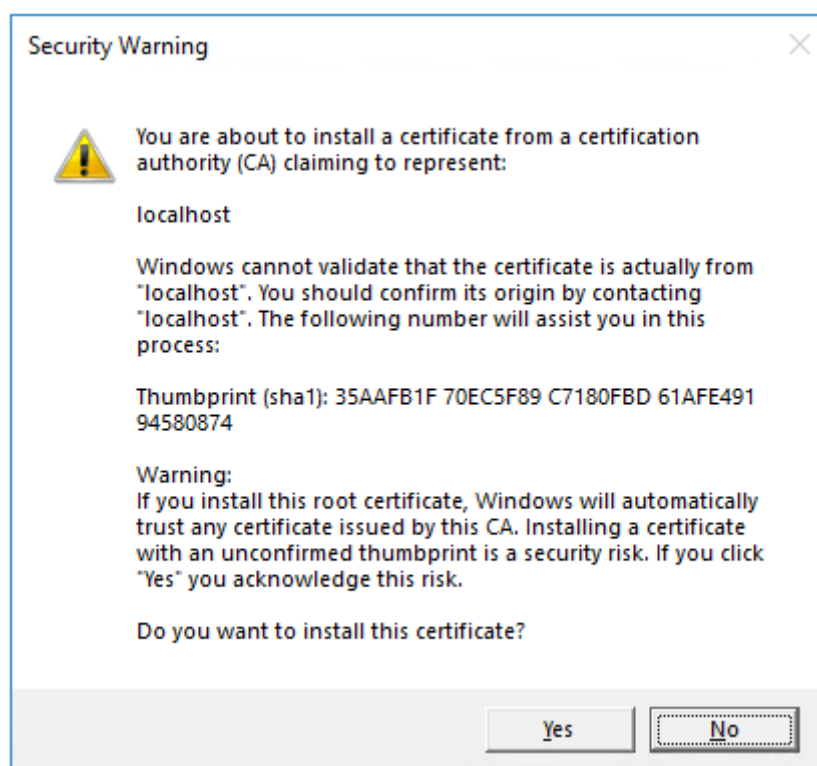 Security Warning
You are about to install a certificate from a certification
authority (CA) claiming to represent:
localhost
Windows cannot validate that the certificate is actually from
"localhost". You should confirm its origin by contacting
"localhost". The following number will assist you in this
process:
Thumbprint (sha1): 35AAFB1F 70EC5F89 C7180FBD 61AFE491
94580874
Warning:
If you install this root certificate, Windows will automatically
trust any certificate issued by this CA. Installing a certificate
with an unconfirmed thumbprint is a security risk. If you click
"Yes" you acknowledge this risk.
Do you want to install this certificate?
Yes No